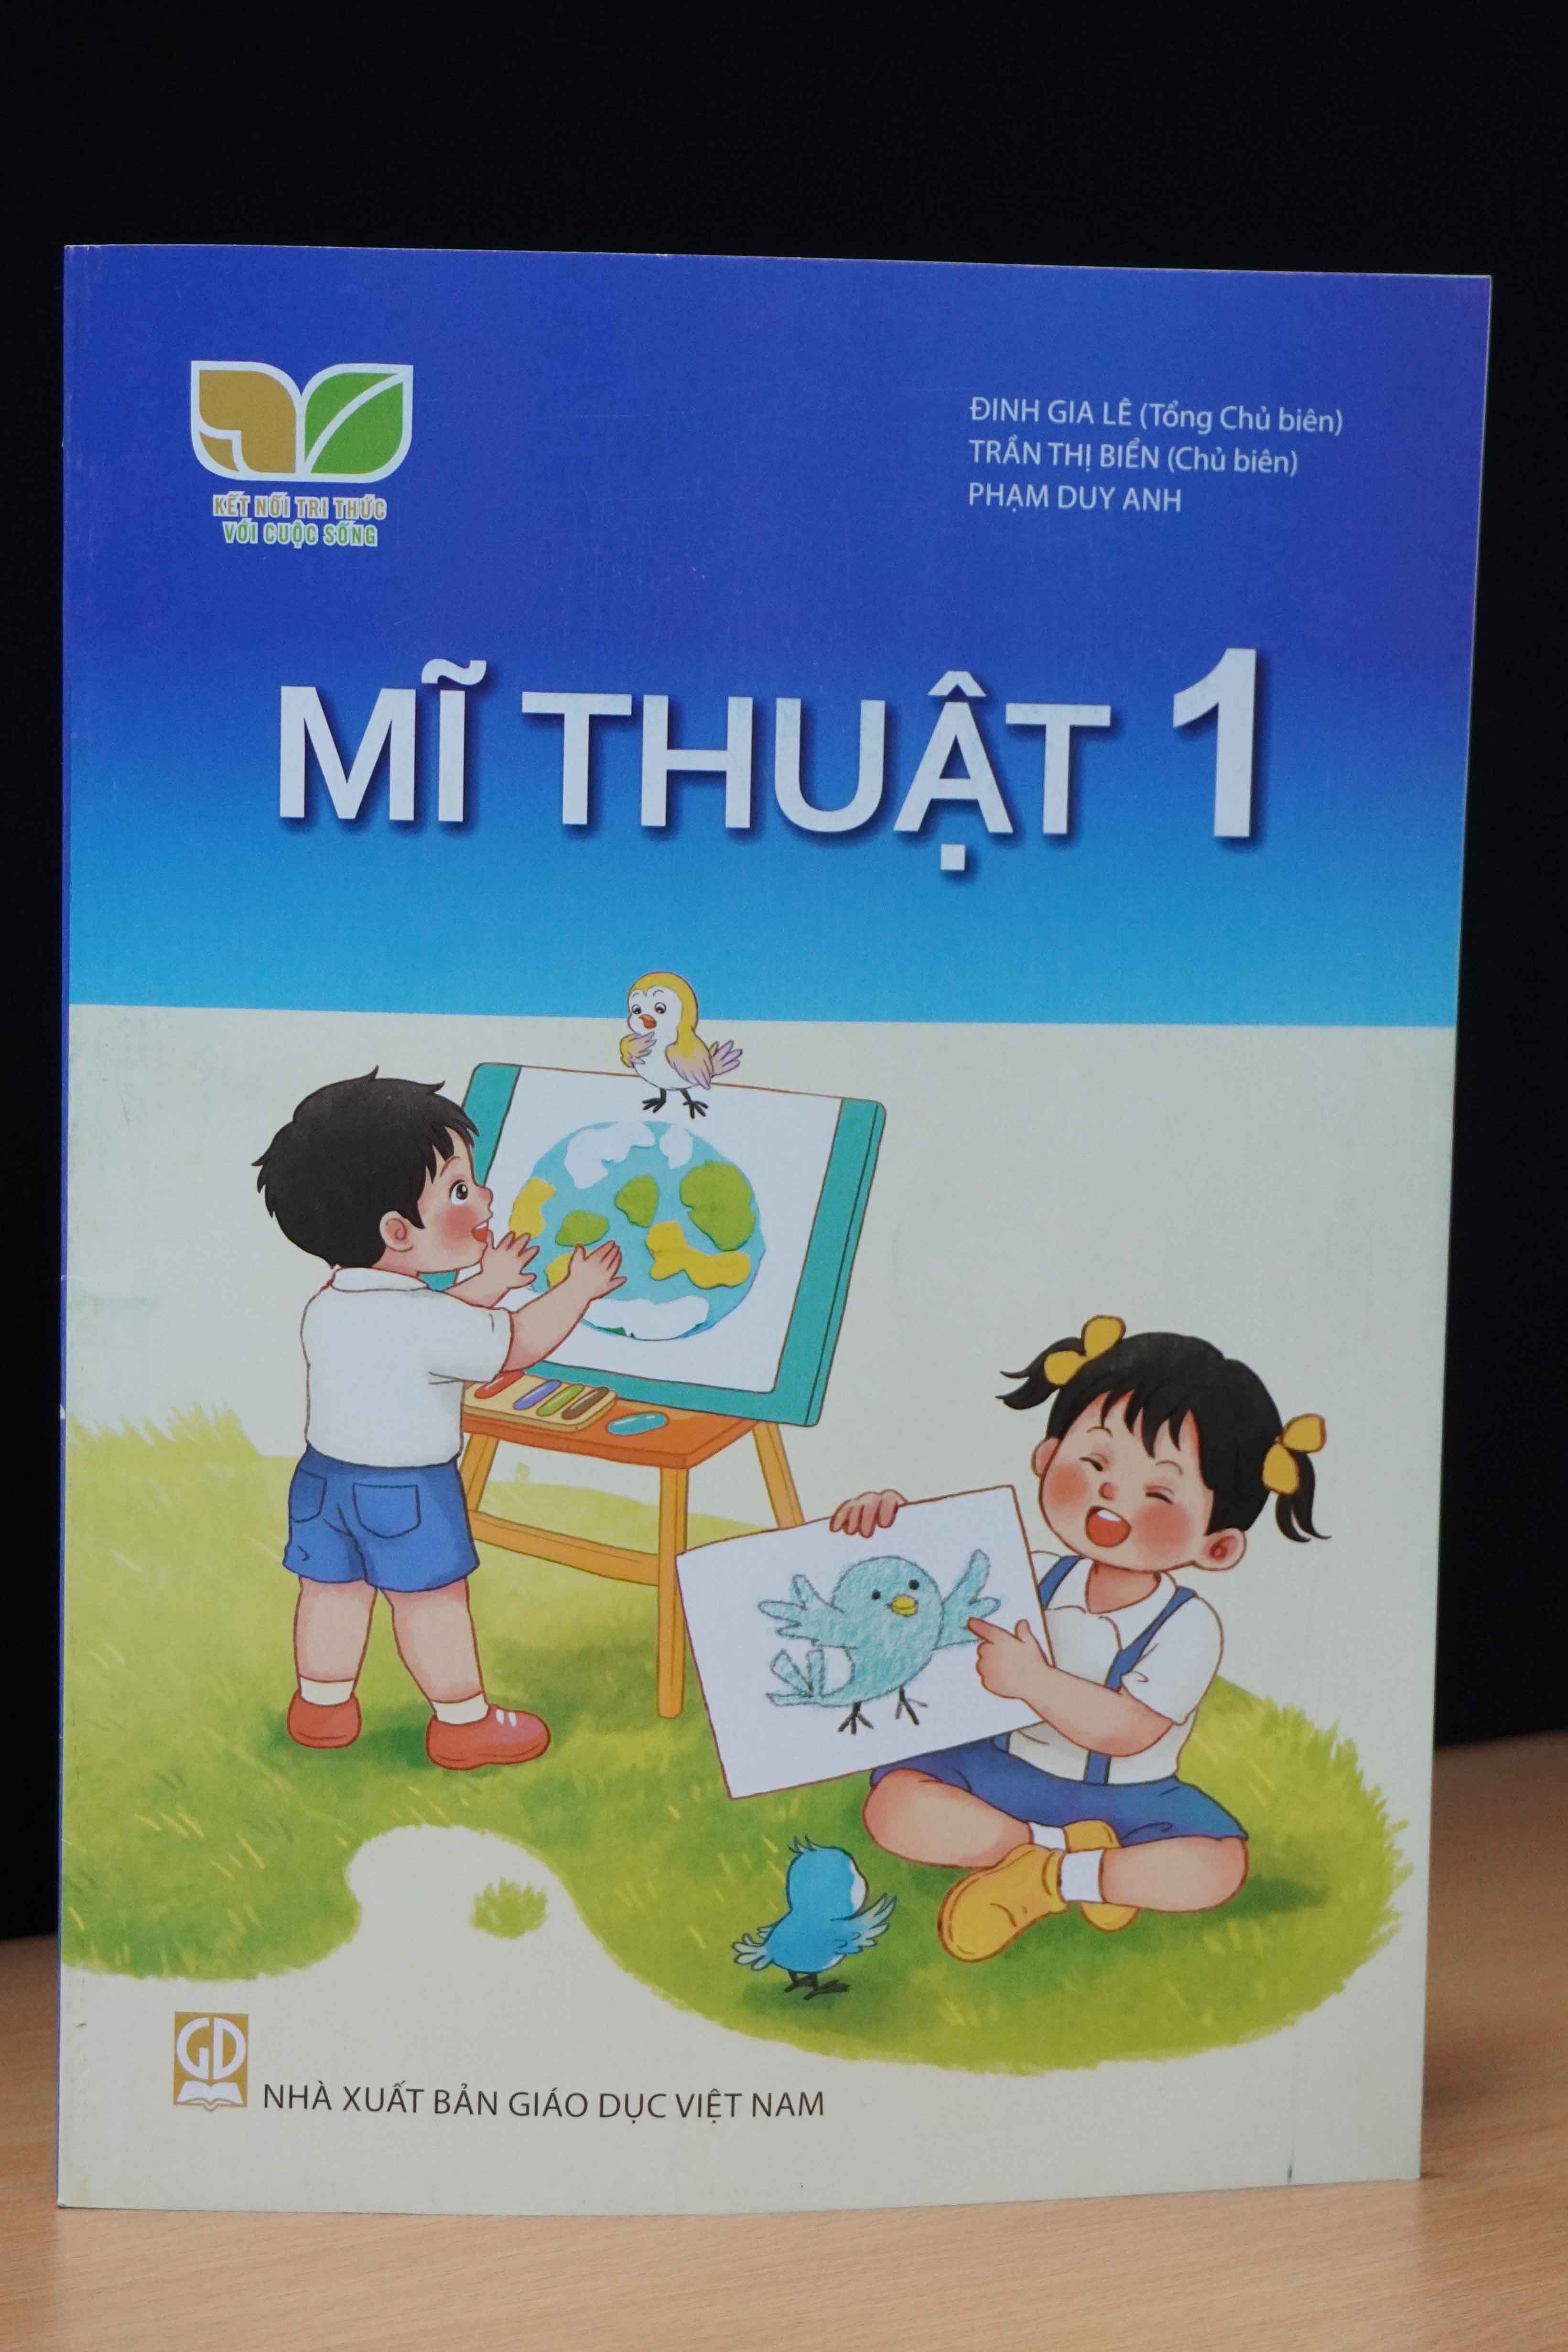 KẾT NỐI TRI THỨC
VỚI CUỘC SỐNG
ĐINH GIA LÊ (Tổng Chủ biên)
TRẦN THỊ BIỂN (Chủ biên)
PHẠM DUY ANH
MĨ THUẬT 1
GD
NHÀ XUẤT BẢN GIÁO DỤC VIỆT NAM